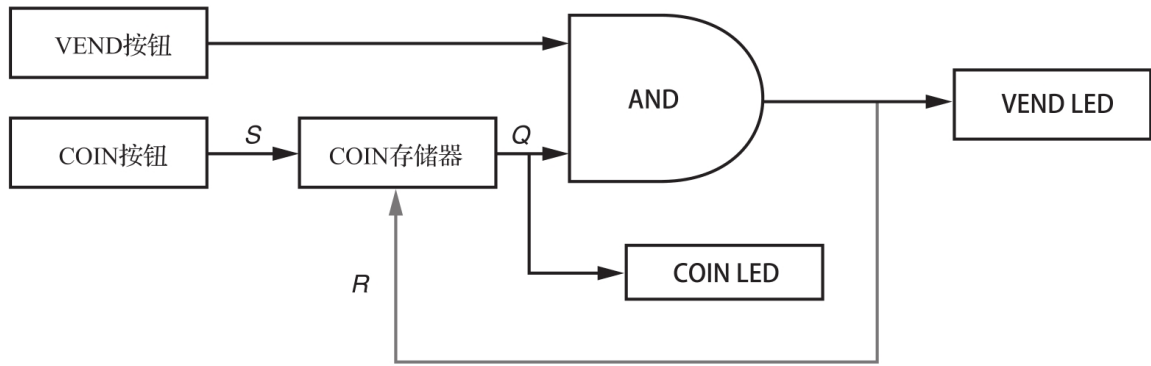 VEND按钮
AND
VEND LED
COIN按钮
S
COIN存储器
Q
COIN LED
R